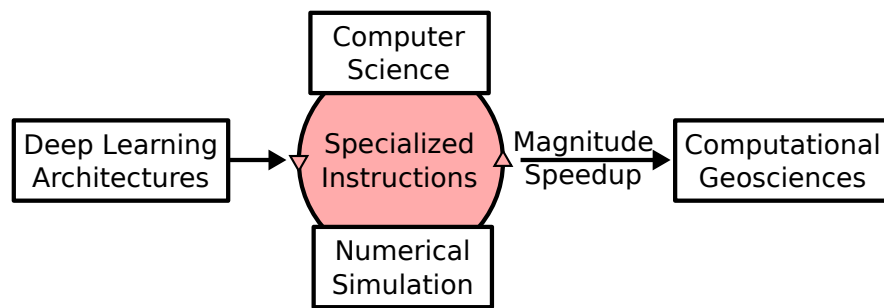 Computer
Science
Deep Learning
Architectures
Specialized
Instructions
Magnitude
Speedup
Computational
Geosciences
Numerical
Simulation